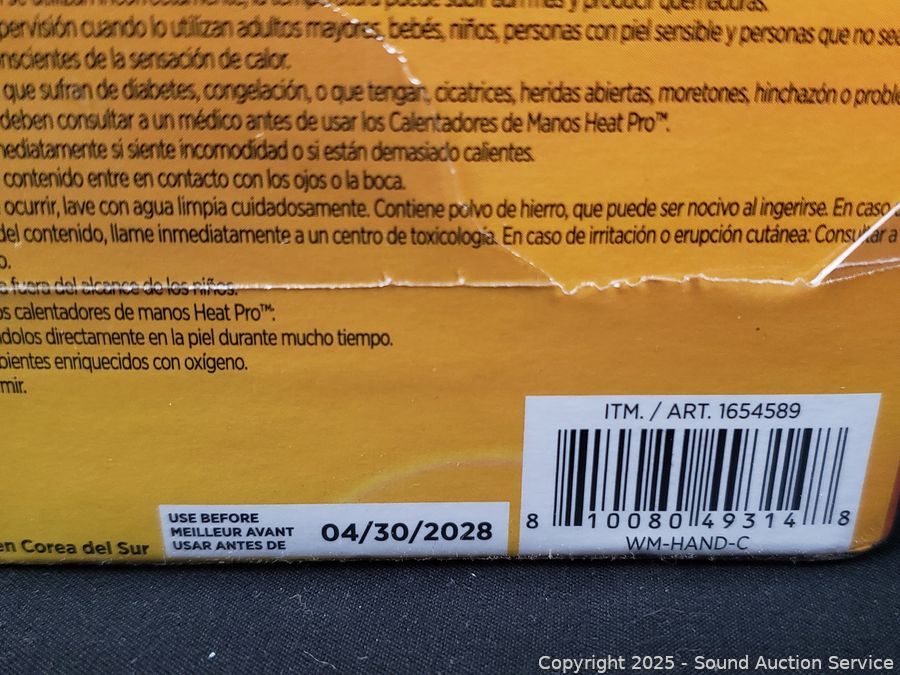 pervisión cuando lo utilizan adultos mayores, bebés, niños, personas con piel sensible y personas que no sea
nscientes de la sensación de calor.
que sufran de diabetes, congelación, o que tengan, cicatrices, heridas abiertas, moretones, hinchazón o proble
deben consultar a un médico antes de usar los Calentadores de Manos Heat Pro™.
nediatamente si siente incomodidad o si están demasiado calientes.
contenido entre en contacto con los ojos o la boca.
ocurrir, lave con agua limpia cuidadosamente. Contiene polvo de hierro, que puede ser nocivo al ingerirse. En caso
del contenido, llame inmediatamente a un centro de toxicología. En caso de irritación o erupción cutánea: Consultar a
o.
fuera del alcance de los niños.
os calentadores de manos Heat Pro™:
ndolos directamente en la piel durante mucho tiempo.
bientes enriquecidos con oxígeno.
mir.
ITM. / ART. 1654589
8 10080 49314 8
WM-HAND-C
USE BEFORE
MEILLEUR AVANT
USAR ANTES DE
04/30/2028
en Corea del Sur
Copyright 2025 - Sound Auction Service